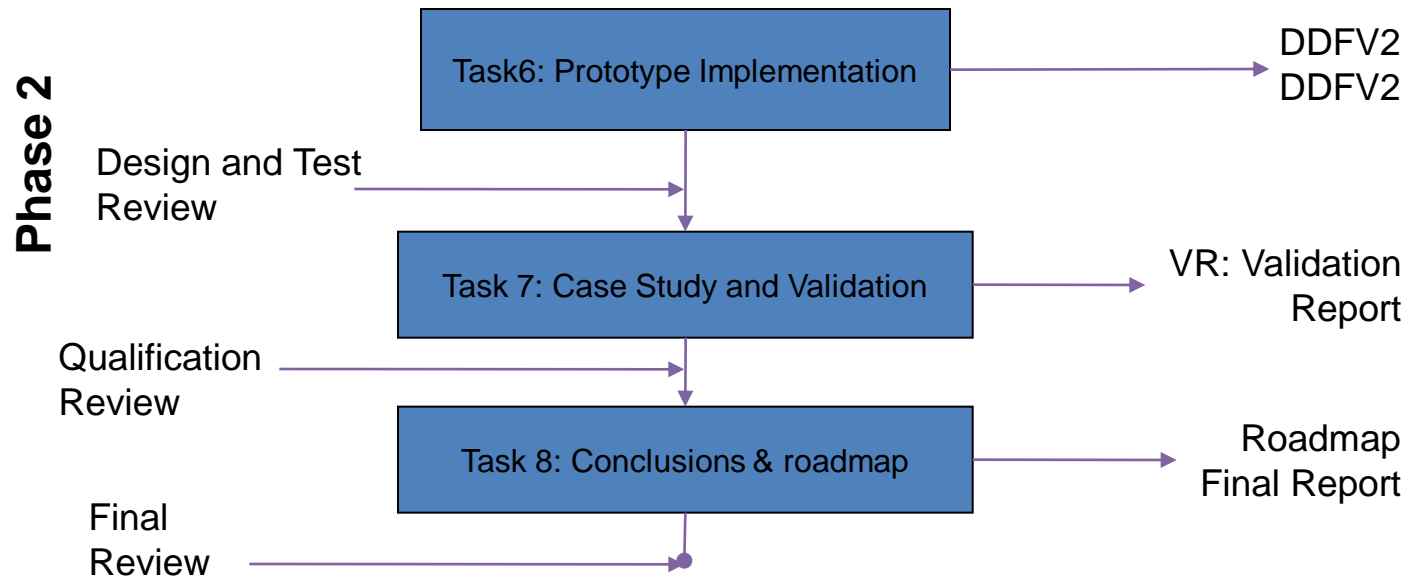 Phase 2
Task6: Prototype Implementation
DDFV2
DDFV2
Design and Test
Review
Task 7: Case Study and Validation
VR: Validation
Report
Qualification
Review
Task 8: Conclusions & roadmap
Roadmap
Final Report
Final
Review